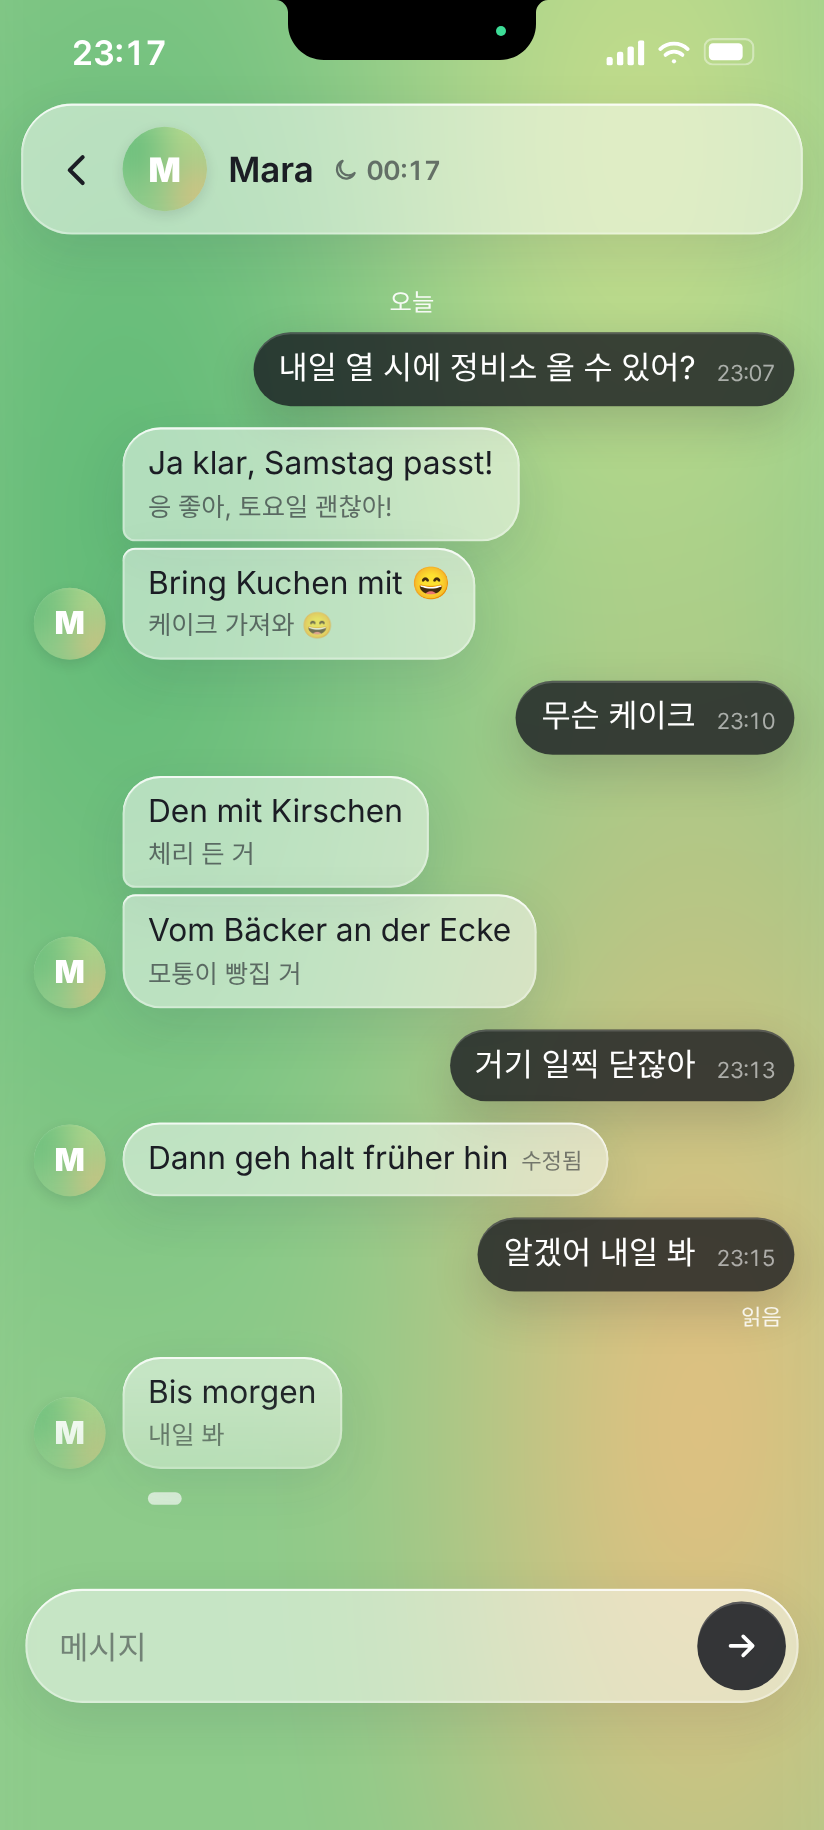 23:17
M
Mara 00:17
오늘
내일 열 시에 정비소 올 수 있어? 23:07
Ja klar, Samstag passt!
응 좋아, 토요일 괜찮아!
Bring Kuchen mit 😄
케이크 가져와 😄
M
무슨 케이크 23:10
Den mit Kirschen
체리 든 거
Vom Bäcker an der Ecke
모퉁이 빵집 거
M
거기 일찍 닫잖아 23:13
M
Dann geh halt früher hin 수정됨
알겠어 내일 봐 23:15
읽음
Bis morgen
내일 봐
M
메시지